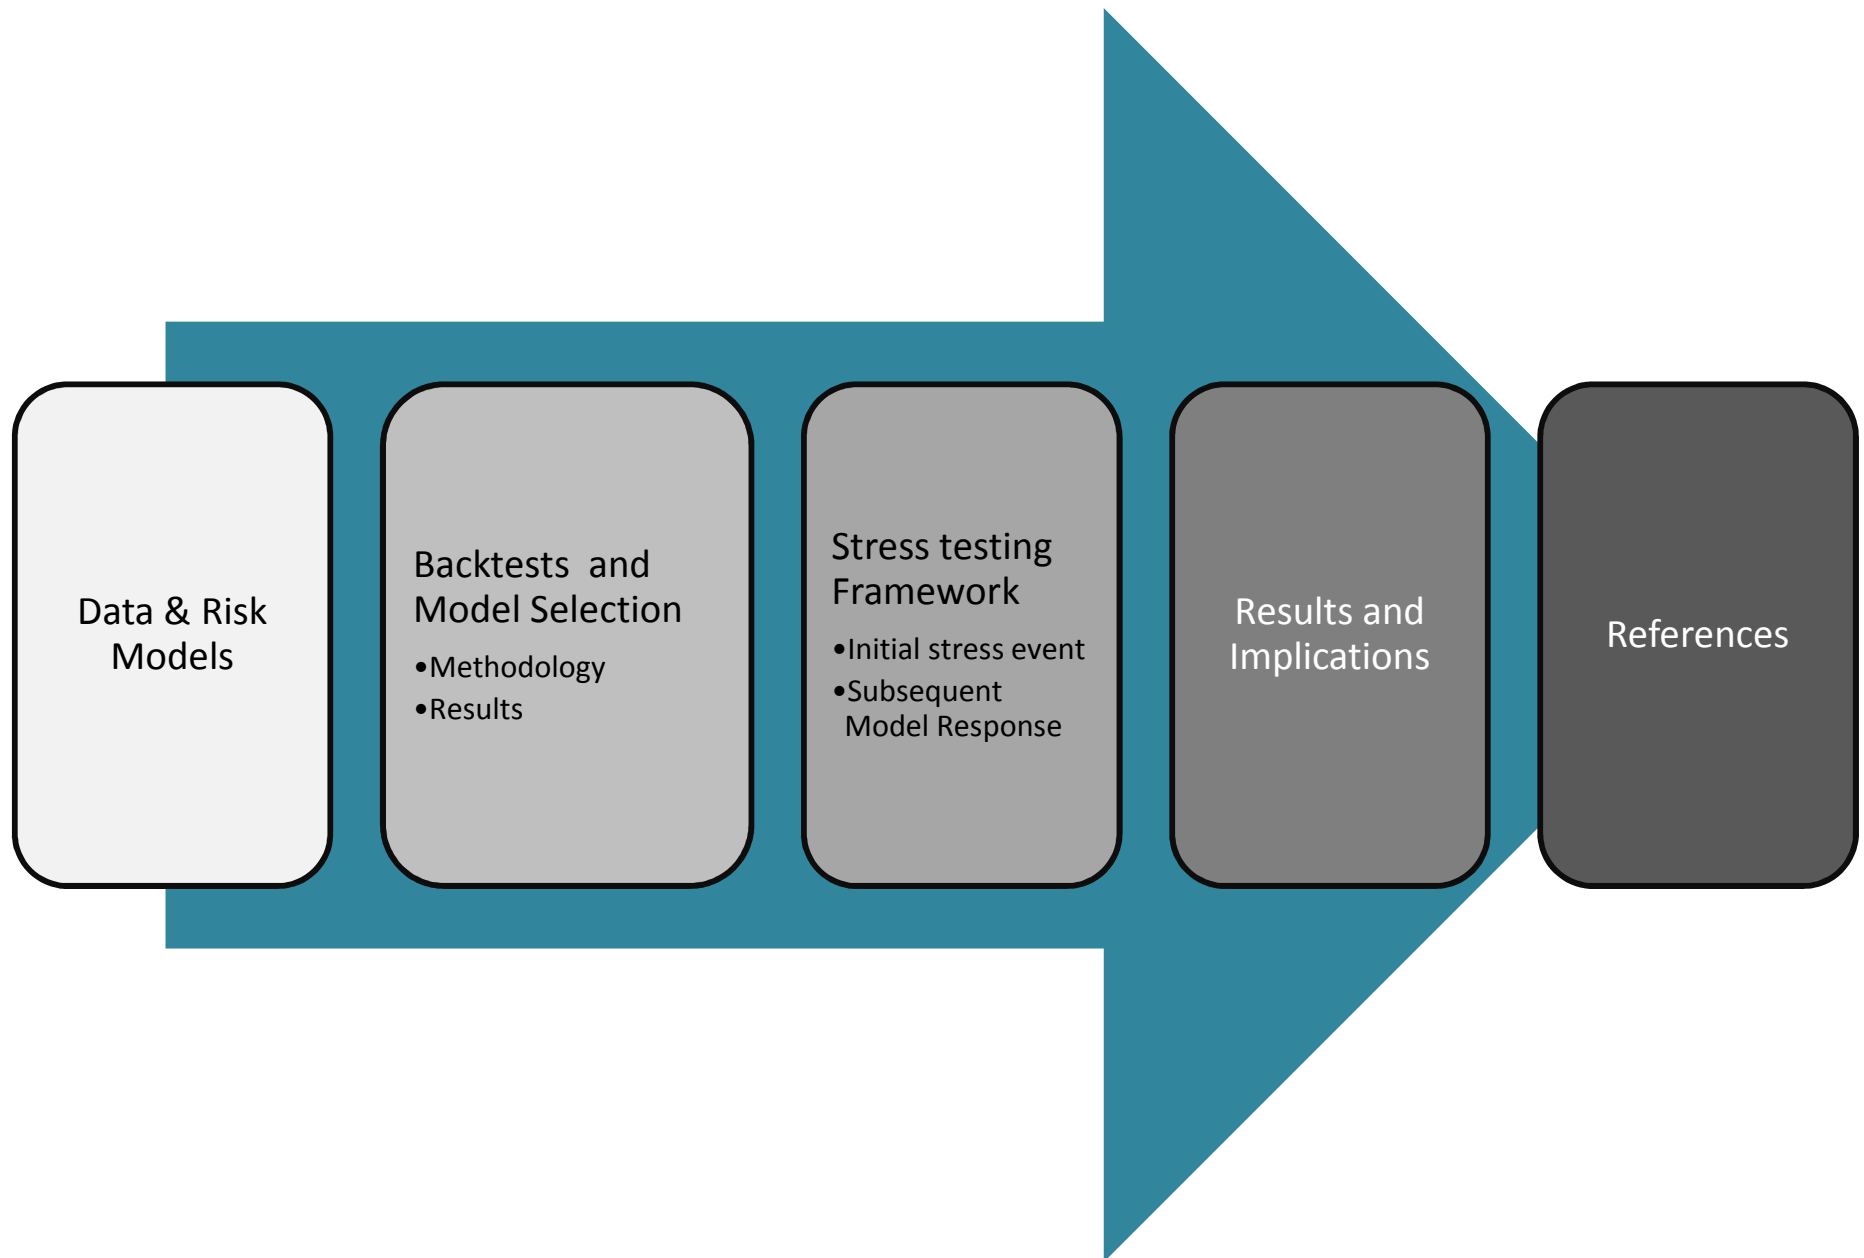 Data & Risk
Models
Backtests  and
Model Selection
•Methodology
•Results
Stress testing
Framework
•Initial stress event
•Subsequent
Model Response
Results and
Implications
References